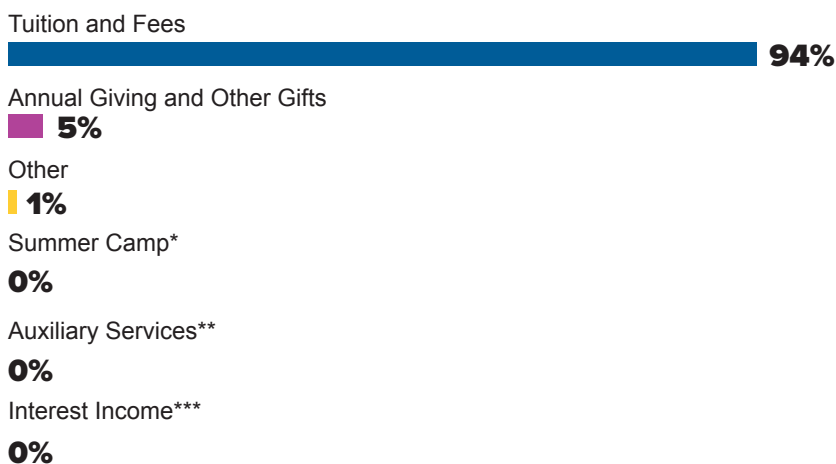 Tuition and Fees
94%
Annual Giving and Other Gifts
5%
Other
1%
Summer Camp*
0%
Auxiliary Services**
0%
Interest Income***
0%